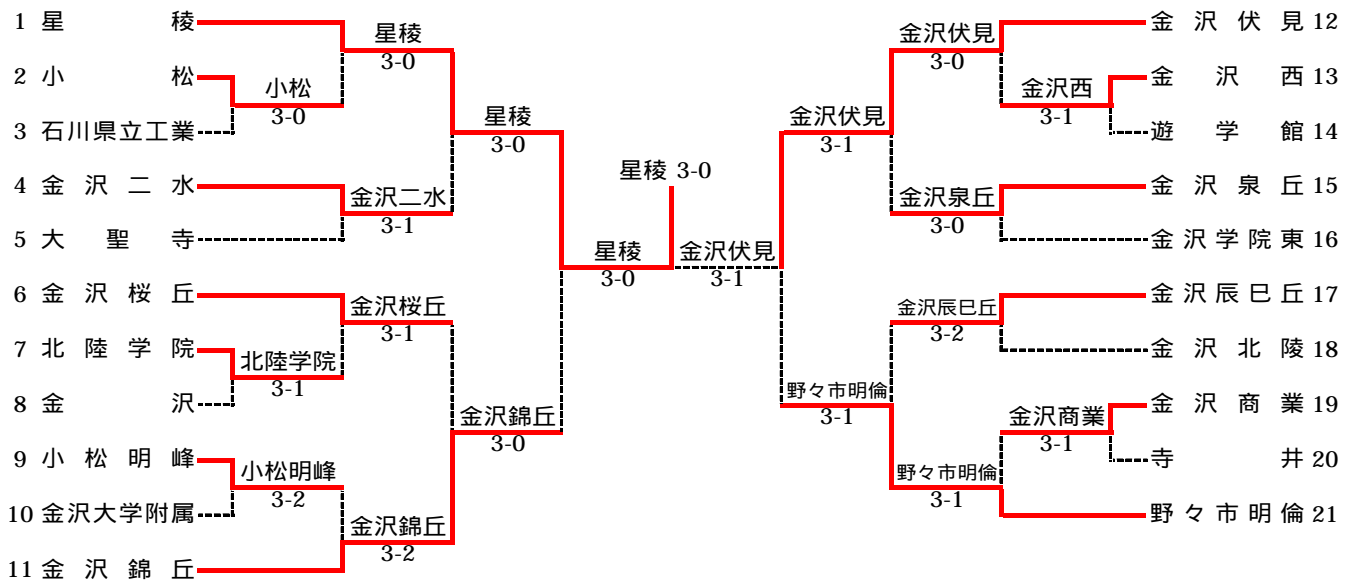 1 星稜
2 小松
3 石川県立工業
4 金沢二水
5 大聖寺
6 金沢桜丘
7 北陸学院
8 金沢
9 小松明峰
10 金沢大学附属
11 金沢錦丘
小松
3-0
北陸学院
3-1
小松明峰
3-2
星稜
3-0
金沢二水
3-1
金沢桜丘
3-1
金沢錦丘
3-2
星稜
3-0
金沢錦丘
3-0
星稜
3-0
星稜 3-0
金沢伏見
3-1
金沢伏見
3-1
野々市明倫
3-1
金沢伏見
3-0
金沢泉丘
3-0
金沢辰巳丘
3-2
野々市明倫
3-1
金沢西
3-1
金沢商業
3-1
金沢伏見 12
金沢西 13
遊学館 14
金沢泉丘 15
金沢学院東 16
金沢辰巳丘 17
金沢北陵 18
金沢商業 19
寺井 20
野々市明倫 21